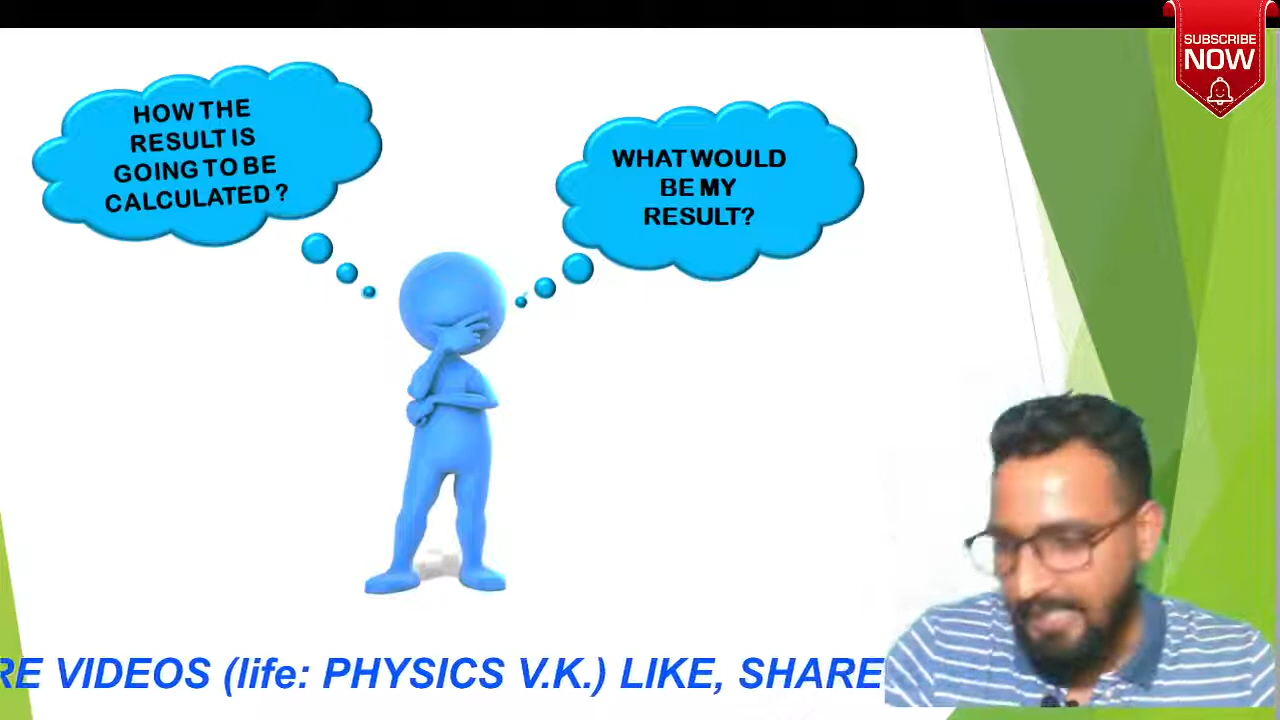 HOW THE
RESULT IS
GOING TO BE
CALCULATED ?
WHAT WOULD
BE MY
RESULT?
SUBSCRIBE
NOW
RE VIDEOS (life: PHYSICS V.K.) LIKE, SHARE